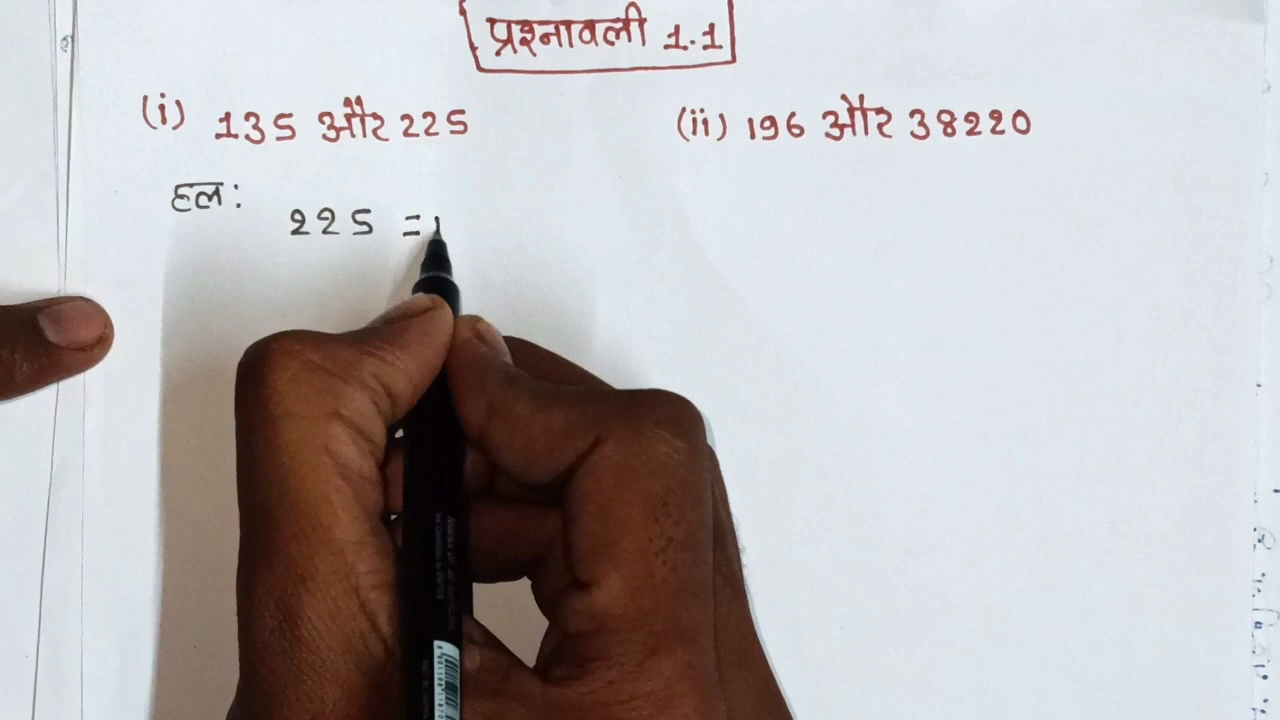 प्रश्नावली 1.1
(i) 135 और 225
(ii) 196 और 38220
हल:
225 =